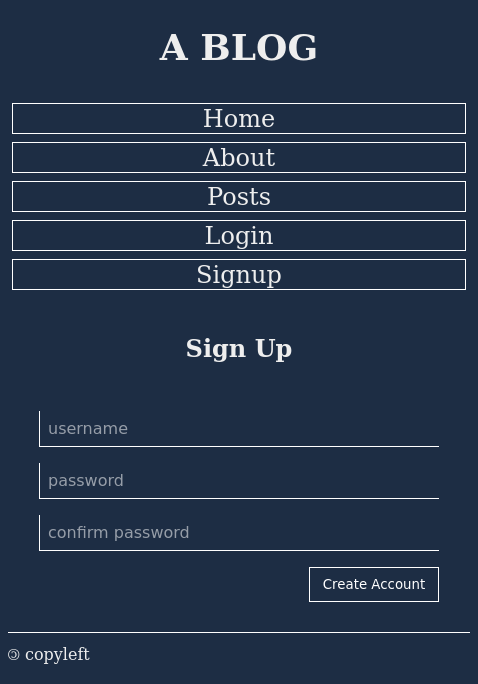 A BLOG
Home
About
Posts
Login
Signup
Sign Up
username
password
confirm password
Create Account
🄯 copyleft